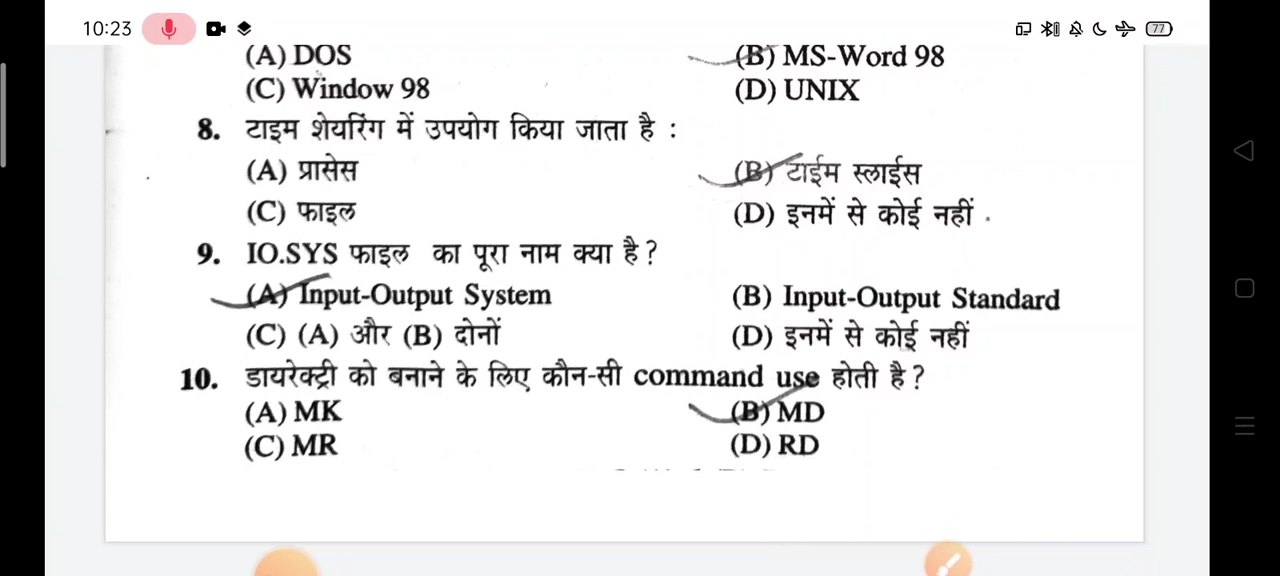 10:23
77
(A) DOS (B) MS-Word 98
(C) Window 98 (D) UNIX
8. टाइम शेयरिंग में उपयोग किया जाता है :
(A) प्रासेस (B) टाईम स्लाईस
(C) फाइल (D) इनमें से कोई नहीं .
9. IO.SYS फाइल का पूरा नाम क्या है ?
(A) Input-Output System (B) Input-Output Standard
(C) (A) और (B) दोनों (D) इनमें से कोई नहीं
10. डायरेक्ट्री को बनाने के लिए कौन-सी command use होती है ?
(A) MK (B) MD
(C) MR (D) RD